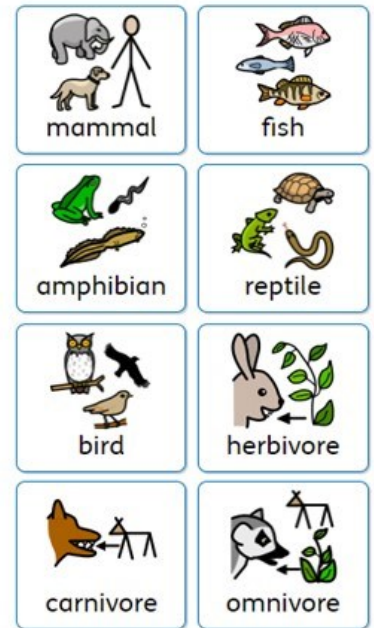 mammal
fish
amphibian
reptile
bird
herbivore
carnivore
omnivore